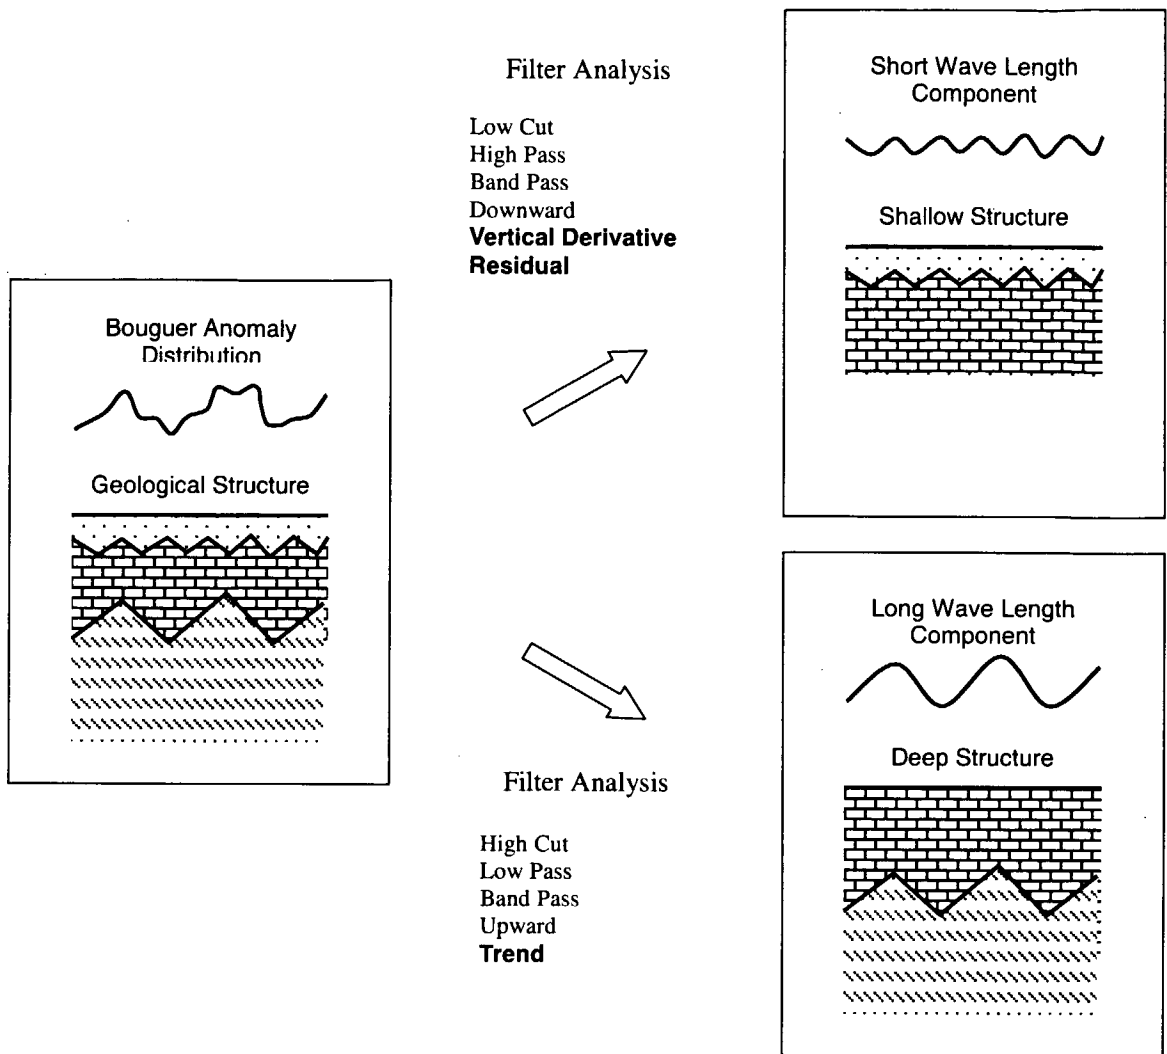 Bouguer Anomaly
Distribution
Geological Structure
Filter Analysis
Low Cut
High Pass
Band Pass
Downward
Vertical Derivative
Residual
Short Wave Length
Component
Shallow Structure
Filter Analysis
High Cut
Low Pass
Band Pass
Upward
Trend
Long Wave Length
Component
Deep Structure